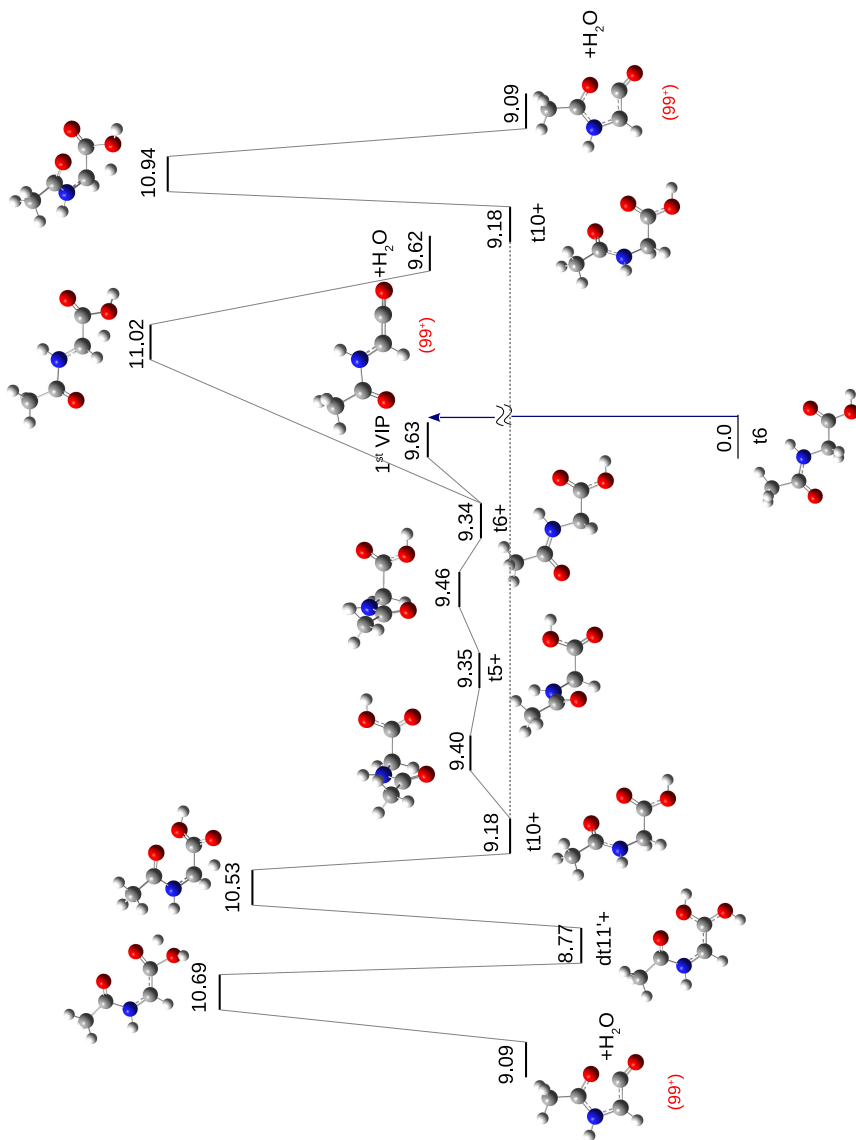 11.02
10.94
10.69
10.53
1st VIP
+H₂O
9.63
9.62
(99⁺)
9.46
9.40
9.35
9.34
t5+
t6+
9.18
9.18
9.09
9.09
t10+
t10+
8.77
+H₂O
dt11'+
+H₂O
(99⁺)
(99⁺)
0.0
t6